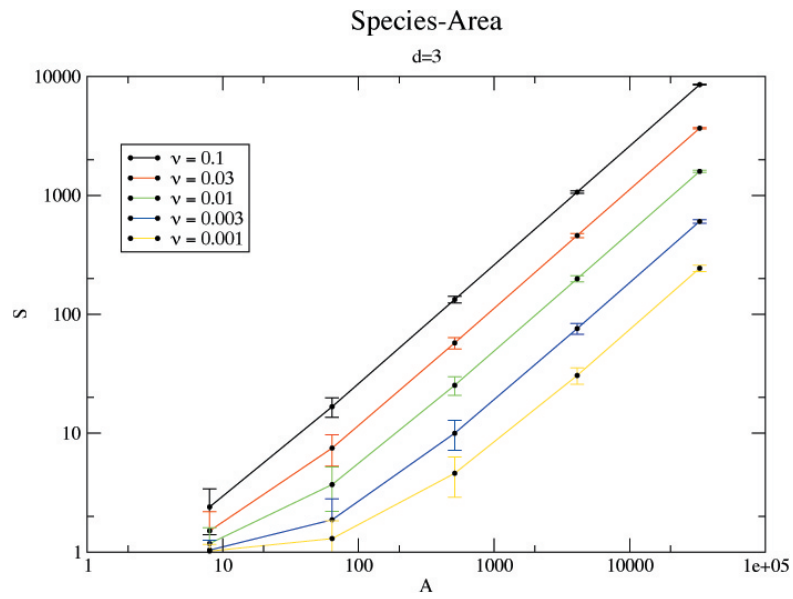 Species-Area
d=3
10000
1000
100
10
1
S
ν = 0.1
ν = 0.03
ν = 0.01
ν = 0.003
ν = 0.001
1 10 100 1000 10000 1e+05
A